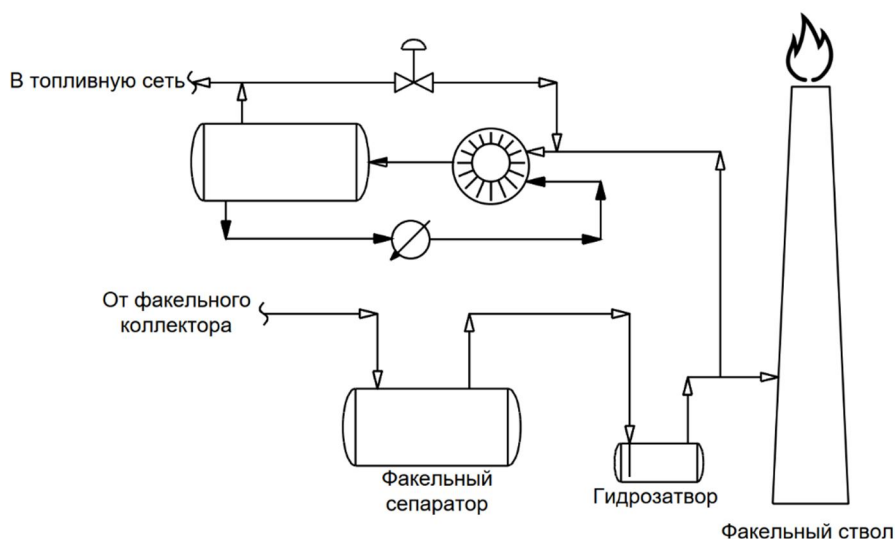 В топливную сеть
От факельного
коллектора
Факельный
сепаратор
Гидрозатвор
Факельный ствол